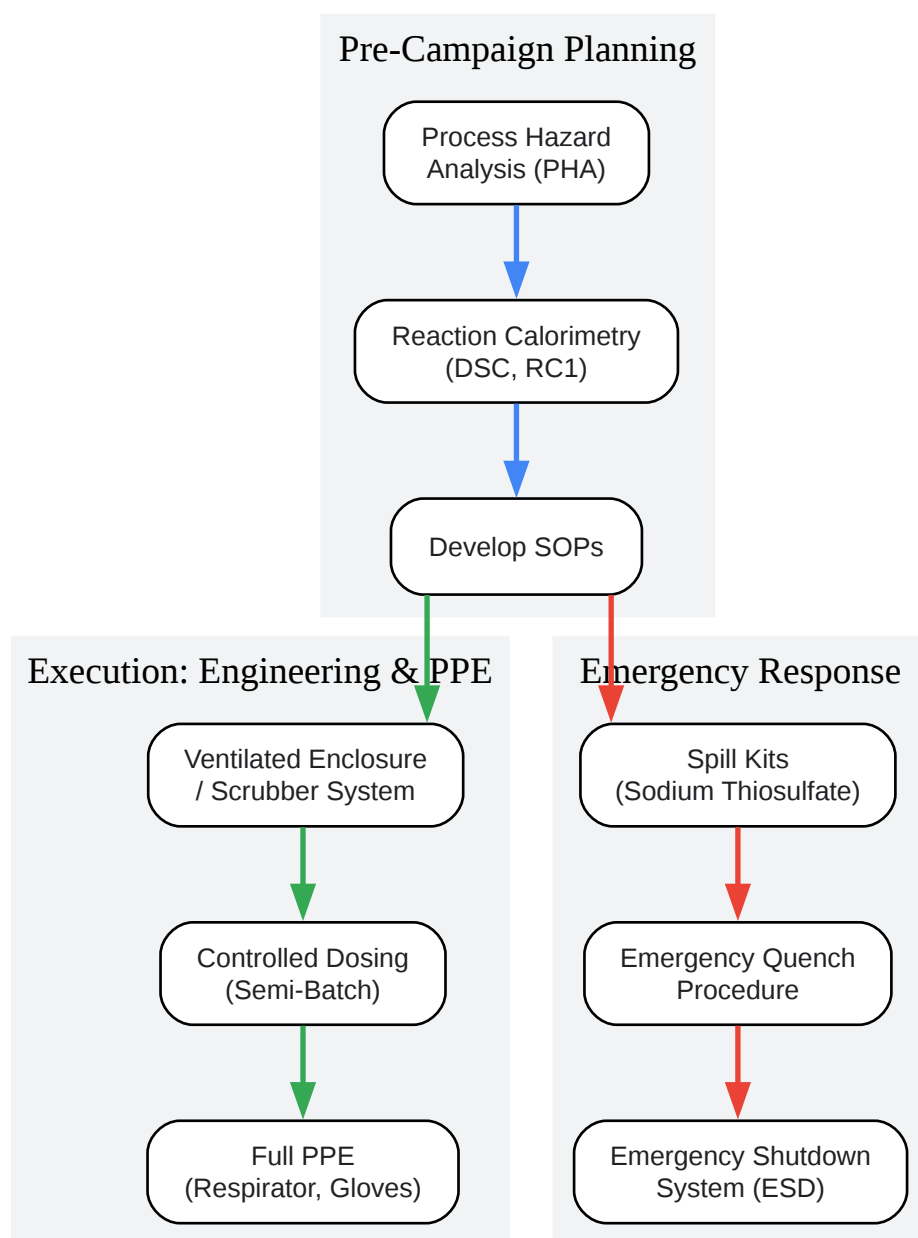 Pre-Campaign Planning
Process Hazard
Analysis (PHA)
Reaction Calorimetry
(DSC, RC1)
Develop SOPs
Execution: Engineering & PPE
Ventilated Enclosure
/ Scrubber System
Controlled Dosing
(Semi-Batch)
Full PPE
(Respirator, Gloves)
Emergency Response
Spill Kits
(Sodium Thiosulfate)
Emergency Quench
Procedure
Emergency Shutdown
System (ESD)